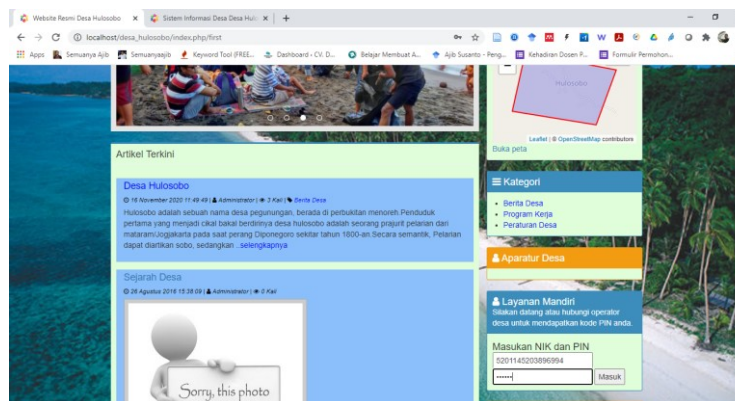 Website Resmi Desa Hulosobo
Sistem Informasi Desa Desa Hul
localhost/desa_hulosobo/index.php/first
Apps
Semuanya Ajib
Semuanyaajib
Keyword Tool (FREE...
Dashboard ‹ CV. D...
Belajar Membuat A...
Ajib Susanto - Peng...
Kehadiran Dosen P...
Formulir Permohon...
Hulosobo
Leaflet | © OpenStreetMap contributors
Buka peta
Artikel Terkini
Desa Hulosobo
16 November 2020 11:49:49 | Administrator | 3 Kali | Berita Desa
Hulosobo adalah sebuah nama desa pegunungan, berada di perbukitan menoreh.Penduduk
pertama yang menjadi cikal bakal berdirinya desa hulosobo adalah seorang prajurit pelarian dari
mataram/Jogjakarta pada saat perang Diponegoro sekitar tahun 1800-an.Secara semantik, Pelarian
dapat diartikan sobo, sedangkan ..selengkapnya
Sejarah Desa
26 Agustus 2016 15:38:09 | Administrator | 0 Kali
Sorry, this photo
Kategori
Berita Desa
Program Kerja
Peraturan Desa
Aparatur Desa
Layanan Mandiri
Silakan datang atau hubungi operator
desa untuk mendapatkan kode PIN anda.
Masukan NIK dan PIN
5201145203896994
Masuk